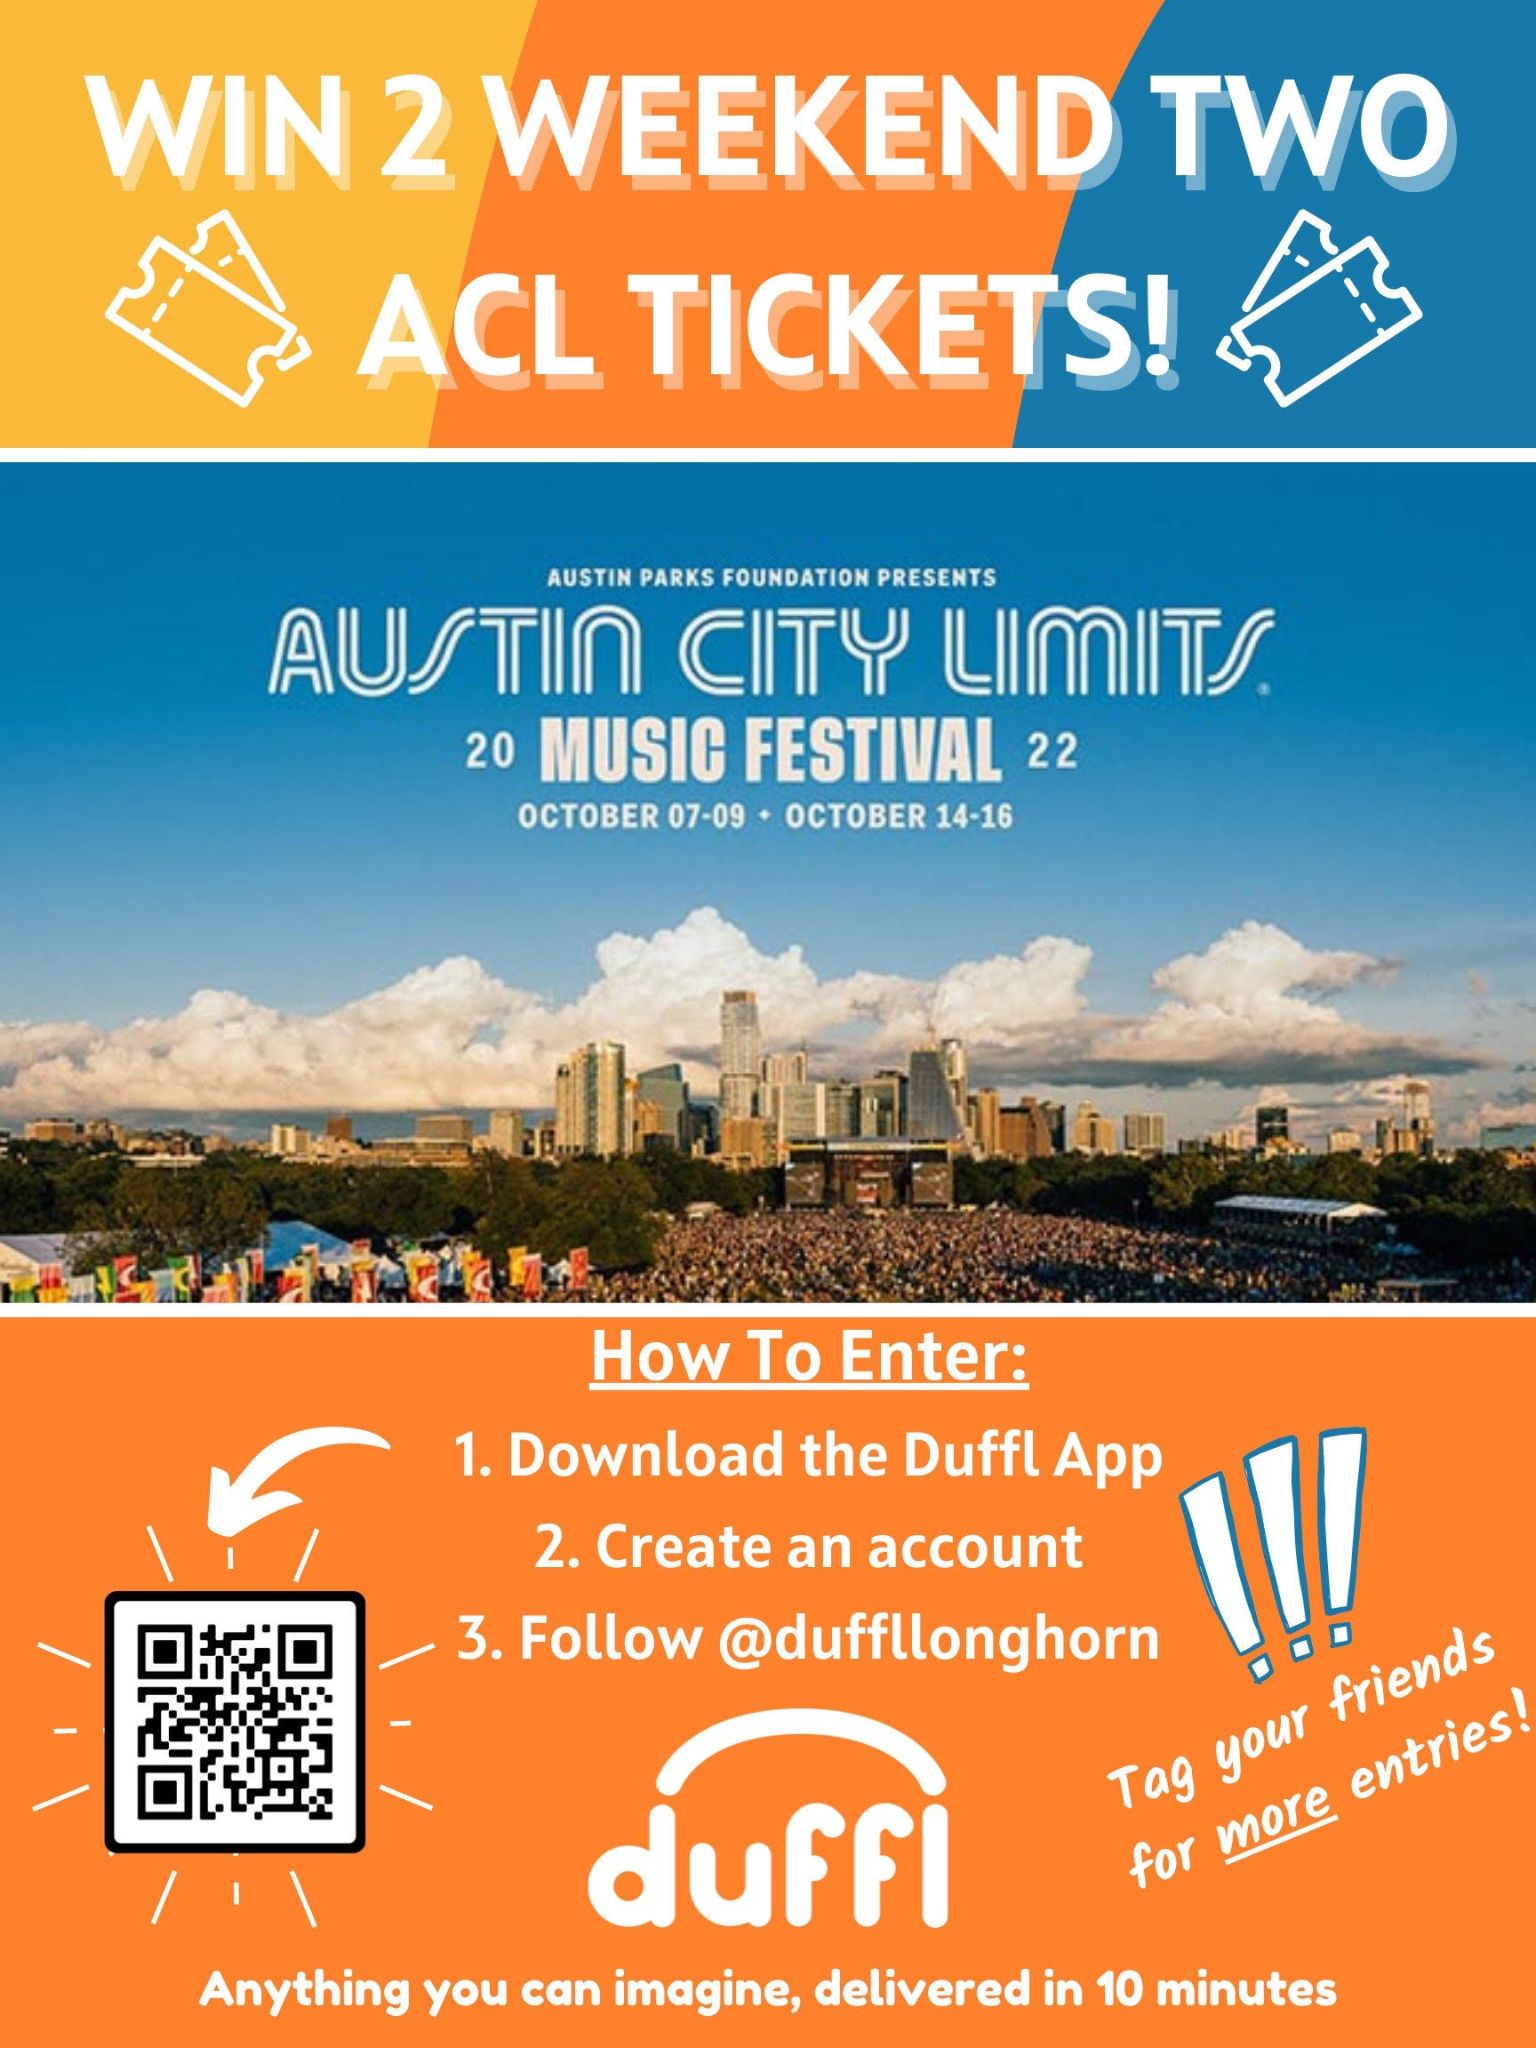 WIN 2 WEEKEND TWO
ACL TICKETS!
AUSTIN PARKS FOUNDATION PRESENTS
AUSTIN CITY LIMITS®
20 MUSIC FESTIVAL 22
OCTOBER 07-09 + OCTOBER 14-16
How To Enter:
1. Download the Duffl App
2. Create an account
3. Follow @duffllonghorn
!!!
Tag your friends
for more entries!
duffl
Anything you can imagine, delivered in 10 minutes